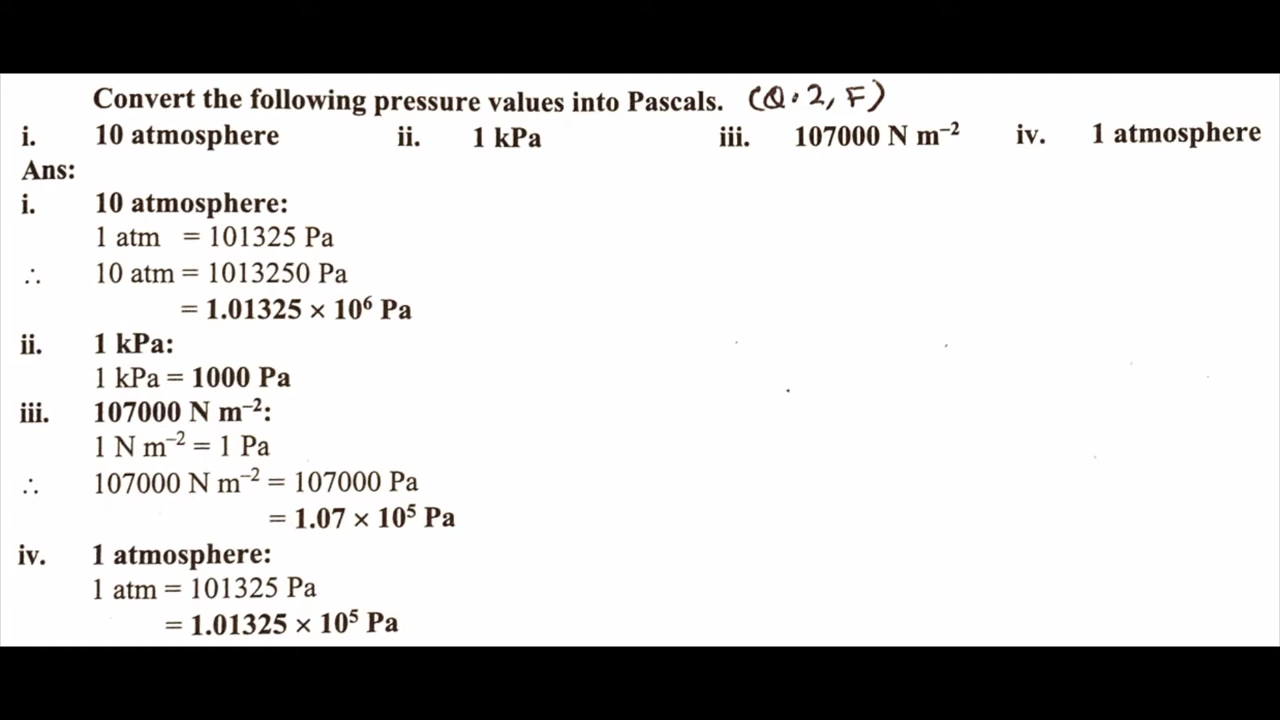 Convert the following pressure values into Pascals. (Q.2, F)
i. 10 atmosphere ii. 1 kPa iii. 107000 N m⁻² iv. 1 atmosphere
Ans:
i. 10 atmosphere:
1 atm = 101325 Pa
∴ 10 atm = 1013250 Pa
= 1.01325 × 10⁶ Pa
ii. 1 kPa:
1 kPa = 1000 Pa
iii. 107000 N m⁻²:
1 N m⁻² = 1 Pa
∴ 107000 N m⁻² = 107000 Pa
= 1.07 × 10⁵ Pa
iv. 1 atmosphere:
1 atm = 101325 Pa
= 1.01325 × 10⁵ Pa